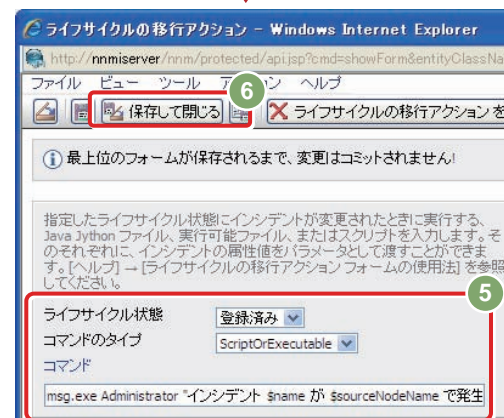 ライフサイクルの移行アクション - Windows Internet Explorer
http://nnmiserver/nnm/protected/api.jsp?cmd=showForm&entityClassNa
ファイル ビュー ツール ア ン ヘルプ
6
保存して閉じる ライフサイクルの移行アクション を
最上位のフォームが保存されるまで、変更はコミットされません!
指定したライフサイクル状態にインシデントが変更されたときに実行する、
Java Jython ファイル、実行可能ファイル、またはスクリプトを入力します。そ
のそれぞれに、インシデントの属性値をパラメータとして渡すことができま
す。[ヘルプ] → [ライフサイクルの移行アクション フォームの使用法] を参照
してください。
5
ライフサイクル状態 登録済み
コマンドのタイプ ScriptOrExecutable
コマンド
msg.exe Administrator "インシデント $name が $sourceNodeName で発生